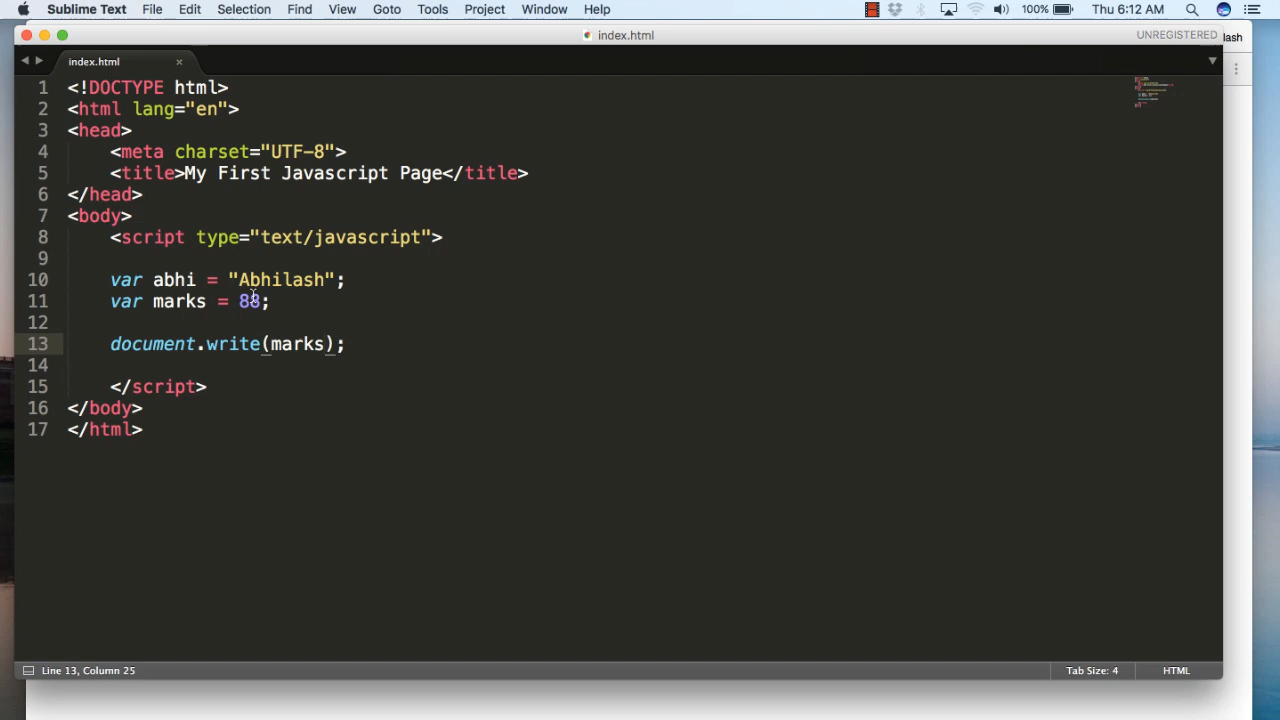 Sublime Text File Edit Selection Find View Goto Tools Project Window Help 100% Thu 6:12 AM
index.html UNREGISTERED lash
index.html ×
1 <!DOCTYPE html>
2 <html lang="en">
3 <head>
4 <meta charset="UTF-8">
5 <title>My First Javascript Page</title>
6 </head>
7 <body>
8 <script type="text/javascript">
9
10 var abhi = "Abhilash";
11 var marks = 88;
12
13 document.write(marks);
14
15 </script>
16 </body>
17 </html>
Line 13, Column 25 Tab Size: 4 HTML